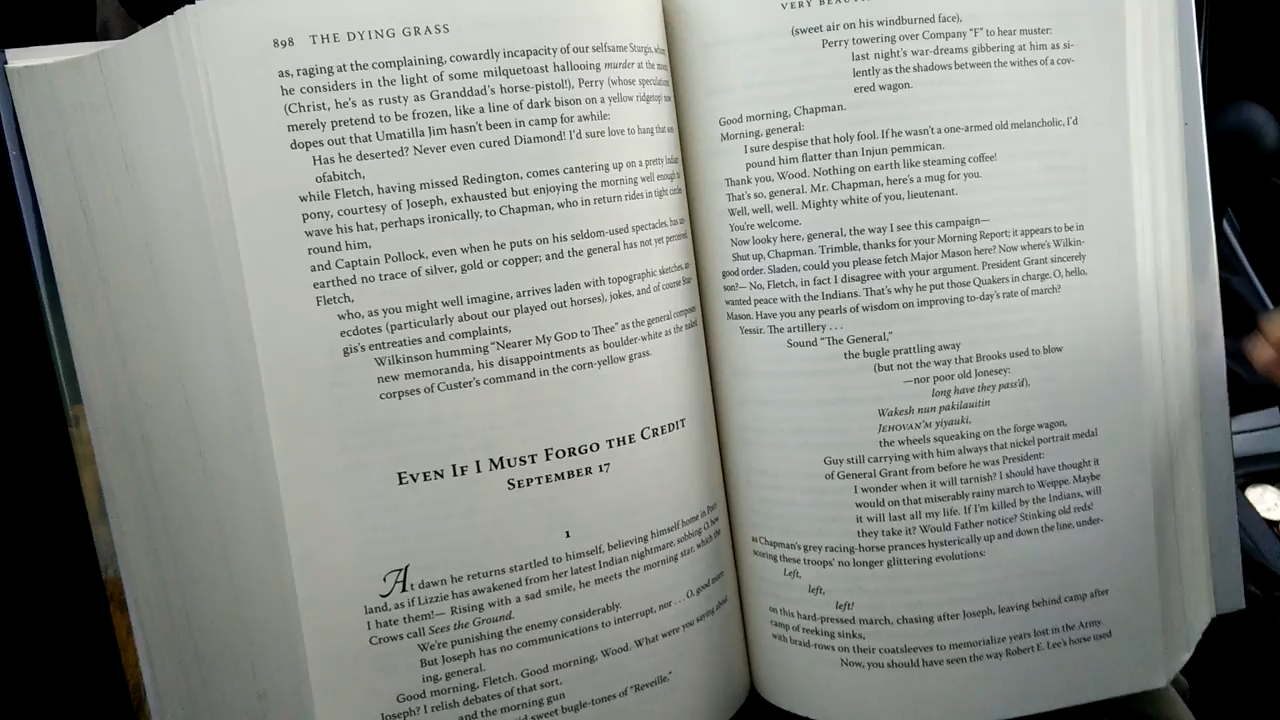 898 THE DYING GRASS
as, raging at the complaining, cowardly incapacity of our selfsame Sturgis, whom
he considers in the light of some milquetoast hallooing murder at the
(Christ, he's as rusty as Granddad's horse-pistol!), Perry (whose speculations
merely pretend to be frozen, like a line of dark bison on a yellow ridgetop) now
dopes out that Umatilla Jim hasn't been in camp for awhile:
Has he deserted? Never even cured Diamond! I'd sure love to hang that son-
ofabitch,
while Fletch, having missed Redington, comes cantering up on a pretty Indian
pony, courtesy of Joseph, exhausted but enjoying the morning well enough to
wave his hat, perhaps ironically, to Chapman, who in return rides in tight circles
round him,
and Captain Pollock, even when he puts on his seldom-used spectacles, has un-
earthed no trace of silver, gold or copper; and the general has not yet perceived
Fletch,
who, as you might well imagine, arrives laden with topographic sketches, an-
ecdotes (particularly about our played out horses), jokes, and of course Stur-
gis's entreaties and complaints,
Wilkinson humming "Nearer My God to Thee" as the general composes
new memoranda, his disappointments as boulder-white as the naked
corpses of Custer's command in the corn-yellow grass.
EVEN IF I MUST FORGO THE CREDIT
SEPTEMBER 17
1
At dawn he returns startled to himself, believing himself home in Port-
land, as if Lizzie has awakened from her latest Indian nightmare, sobbing: O, how
I hate them!— Rising with a sad smile, he meets the morning star, which the
Crows call Sees the Ground.
We're punishing the enemy considerably.
But Joseph has no communications to interrupt, nor . . . O, good morn-
ing, general.
Good morning, Fletch. Good morning, Wood. What were you saying about
Joseph? I relish debates of that sort,
and the morning gun
sweet bugle-tones of "Reveille,"
VERY
(sweet air on his windburned face),
Perry towering over Company "F" to hear muster:
last night's war-dreams gibbering at him as si-
lently as the shadows between the withes of a cov-
ered wagon.
Good morning, Chapman.
Morning, general:
I sure despise that holy fool. If he wasn't a one-armed old melancholic, I'd
pound him flatter than Injun pemmican.
Thank you, Wood. Nothing on earth like steaming coffee!
That's so, general. Mr. Chapman, here's a mug for you.
Well, well, well. Mighty white of you, lieutenant.
You're welcome.
Now looky here, general, the way I see this campaign—
Shut up, Chapman. Trimble, thanks for your Morning Report; it appears to be in
good order. Sladen, could you please fetch Major Mason here? Now where's Wilkin-
son?— No, Fletch, in fact I disagree with your argument. President Grant sincerely
wanted peace with the Indians. That's why he put those Quakers in charge. O, hello,
Mason. Have you any pearls of wisdom on improving to-day's rate of march?
Yessir. The artillery . . .
Sound "The General,"
the bugle prattling away
(but not the way that Brooks used to blow
—nor poor old Jonesey:
long have they pass'd),
Wakesh nun pakilauitin
JEHOVAN'M yiyauki,
the wheels squeaking on the forge wagon,
Guy still carrying with him always that nickel portrait medal
of General Grant from before he was President:
I wonder when it will tarnish? I should have thought it
would on that miserably rainy march to Weippe. Maybe
it will last all my life. If I'm killed by the Indians, will
they take it? Would Father notice? Stinking old reds!
as Chapman's grey racing-horse prances hysterically up and down the line, under-
scoring these troops' no longer glittering evolutions:
Left,
left,
left!
on this hard-pressed march, chasing after Joseph, leaving behind camp after
camp of reeking sinks,
with braid-rows on their coatsleeves to memorialize years lost in the Army.
Now, you should have seen the way Robert E. Lee's horse used